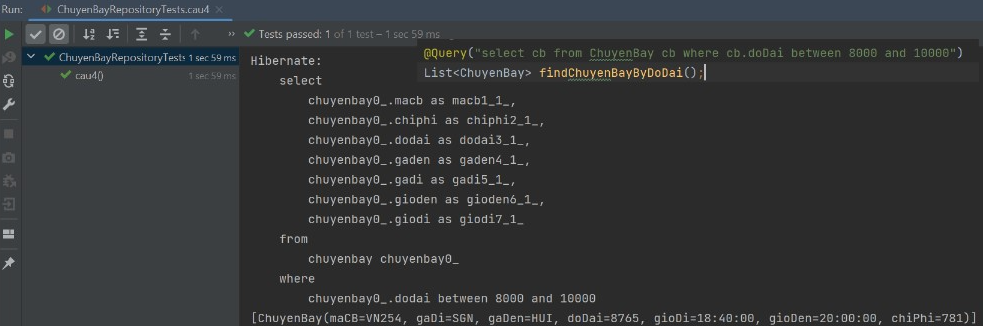 Run: ChuyenBayRepositoryTests.cau4 ×
Tests passed: 1 of 1 test – 1 sec 59 ms
ChuyenBayRepositoryTests 1 sec 59 ms
cau4() 1 sec 59 ms
@Query("select cb from ChuyenBay cb where cb.doDai between 8000 and 10000")
List<ChuyenBay> findChuyenBayByDoDai();
Hibernate:
select
chuyenbay0_.macb as macb1_1_,
chuyenbay0_.chiphi as chiphi2_1_,
chuyenbay0_.dodai as dodai3_1_,
chuyenbay0_.gaden as gaden4_1_,
chuyenbay0_.gadi as gadi5_1_,
chuyenbay0_.gioden as gioden6_1_,
chuyenbay0_.giodi as giodi7_1_
from
chuyenbay chuyenbay0_
where
chuyenbay0_.dodai between 8000 and 10000
[ChuyenBay(maCB=VN254, gaDi=SGN, gaDen=HUI, doDai=8765, gioDi=18:40:00, gioDen=20:00:00, chiPhi=781)]